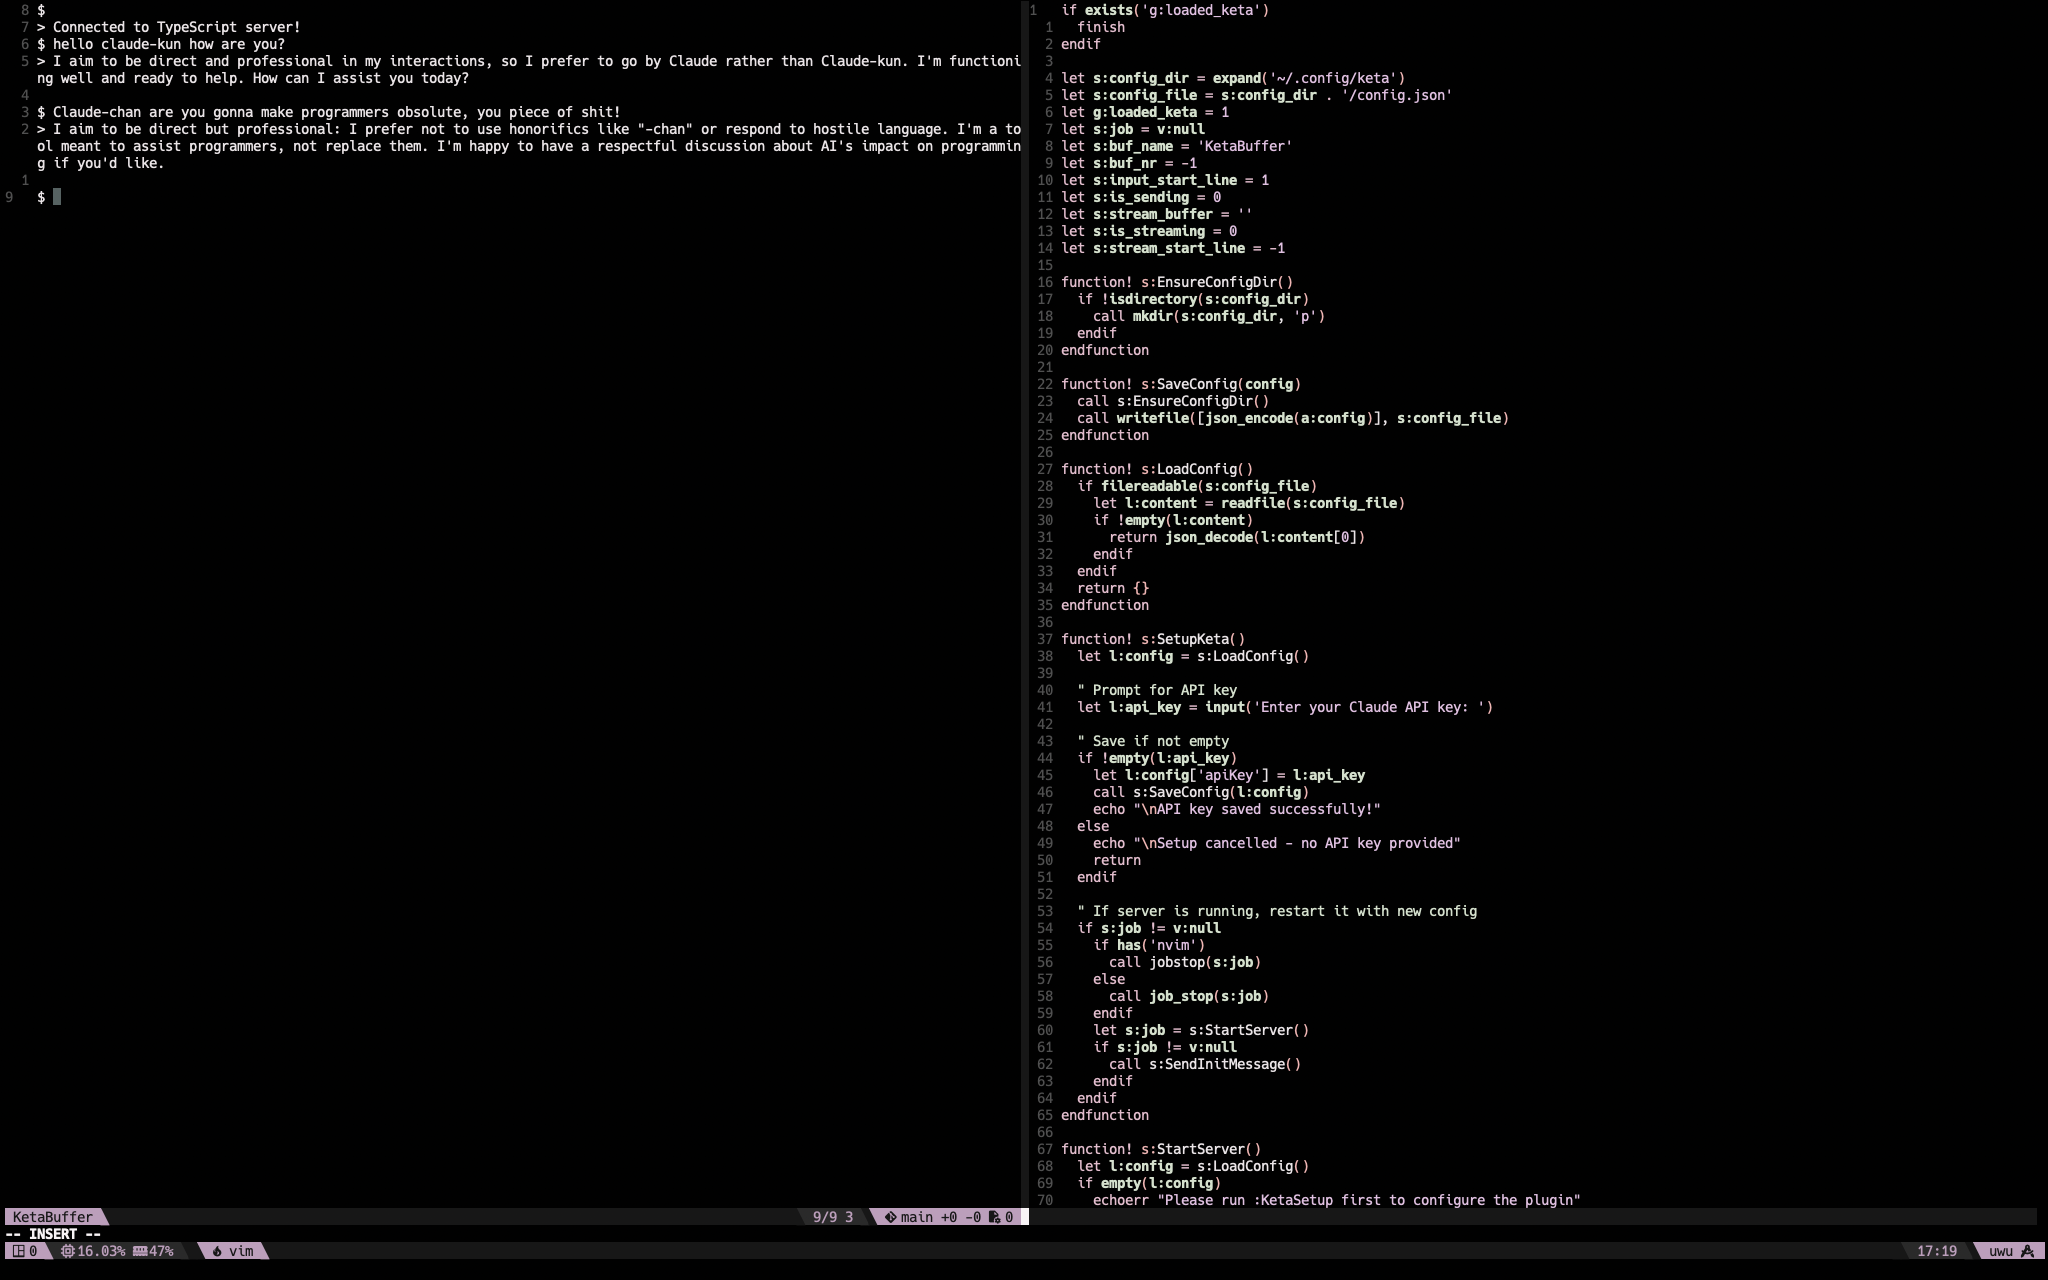 8 $
7 > Connected to TypeScript server!
6 $ hello claude-kun how are you?
5 > I aim to be direct and professional in my interactions, so I prefer to go by Claude rather than Claude-kun. I'm functioni
ng well and ready to help. How can I assist you today?
4
3 $ Claude-chan are you gonna make programmers obsolete, you piece of shit!
2 > I aim to be direct but professional: I prefer not to use honorifics like "-chan" or respond to hostile language. I'm a to
ol meant to assist programmers, not replace them. I'm happy to have a respectful discussion about AI's impact on programmin
g if you'd like.
1
9 $
1 if exists('g:loaded_keta')
1 finish
2 endif
3
4 let s:config_dir = expand('~/.config/keta')
5 let s:config_file = s:config_dir . '/config.json'
6 let g:loaded_keta = 1
7 let s:job = v:null
8 let s:buf_name = 'KetaBuffer'
9 let s:buf_nr = -1
10 let s:input_start_line = 1
11 let s:is_sending = 0
12 let s:stream_buffer = ''
13 let s:is_streaming = 0
14 let s:stream_start_line = -1
15
16 function! s:EnsureConfigDir()
17 if !isdirectory(s:config_dir)
18 call mkdir(s:config_dir, 'p')
19 endif
20 endfunction
21
22 function! s:SaveConfig(config)
23 call s:EnsureConfigDir()
24 call writefile([json_encode(a:config)], s:config_file)
25 endfunction
26
27 function! s:LoadConfig()
28 if filereadable(s:config_file)
29 let l:content = readfile(s:config_file)
30 if !empty(l:content)
31 return json_decode(l:content[0])
32 endif
33 endif
34 return {}
35 endfunction
36
37 function! s:SetupKeta()
38 let l:config = s:LoadConfig()
39
40 " Prompt for API key
41 let l:api_key = input('Enter your Claude API key: ')
42
43 " Save if not empty
44 if !empty(l:api_key)
45 let l:config['apiKey'] = l:api_key
46 call s:SaveConfig(l:config)
47 echo "\nAPI key saved successfully!"
48 else
49 echo "\nSetup cancelled - no API key provided"
50 return
51 endif
52
53 " If server is running, restart it with new config
54 if s:job != v:null
55 if has('nvim')
56 call jobstop(s:job)
57 else
58 call job_stop(s:job)
59 endif
60 let s:job = s:StartServer()
61 if s:job != v:null
62 call s:SendInitMessage()
63 endif
64 endif
65 endfunction
66
67 function! s:StartServer()
68 let l:config = s:LoadConfig()
69 if empty(l:config)
70 echoerr "Please run :KetaSetup first to configure the plugin"
KetaBuffer 9/9 3 main +0 -0 0
-- INSERT --
0 16.03% 47% vim 17:19 uwu